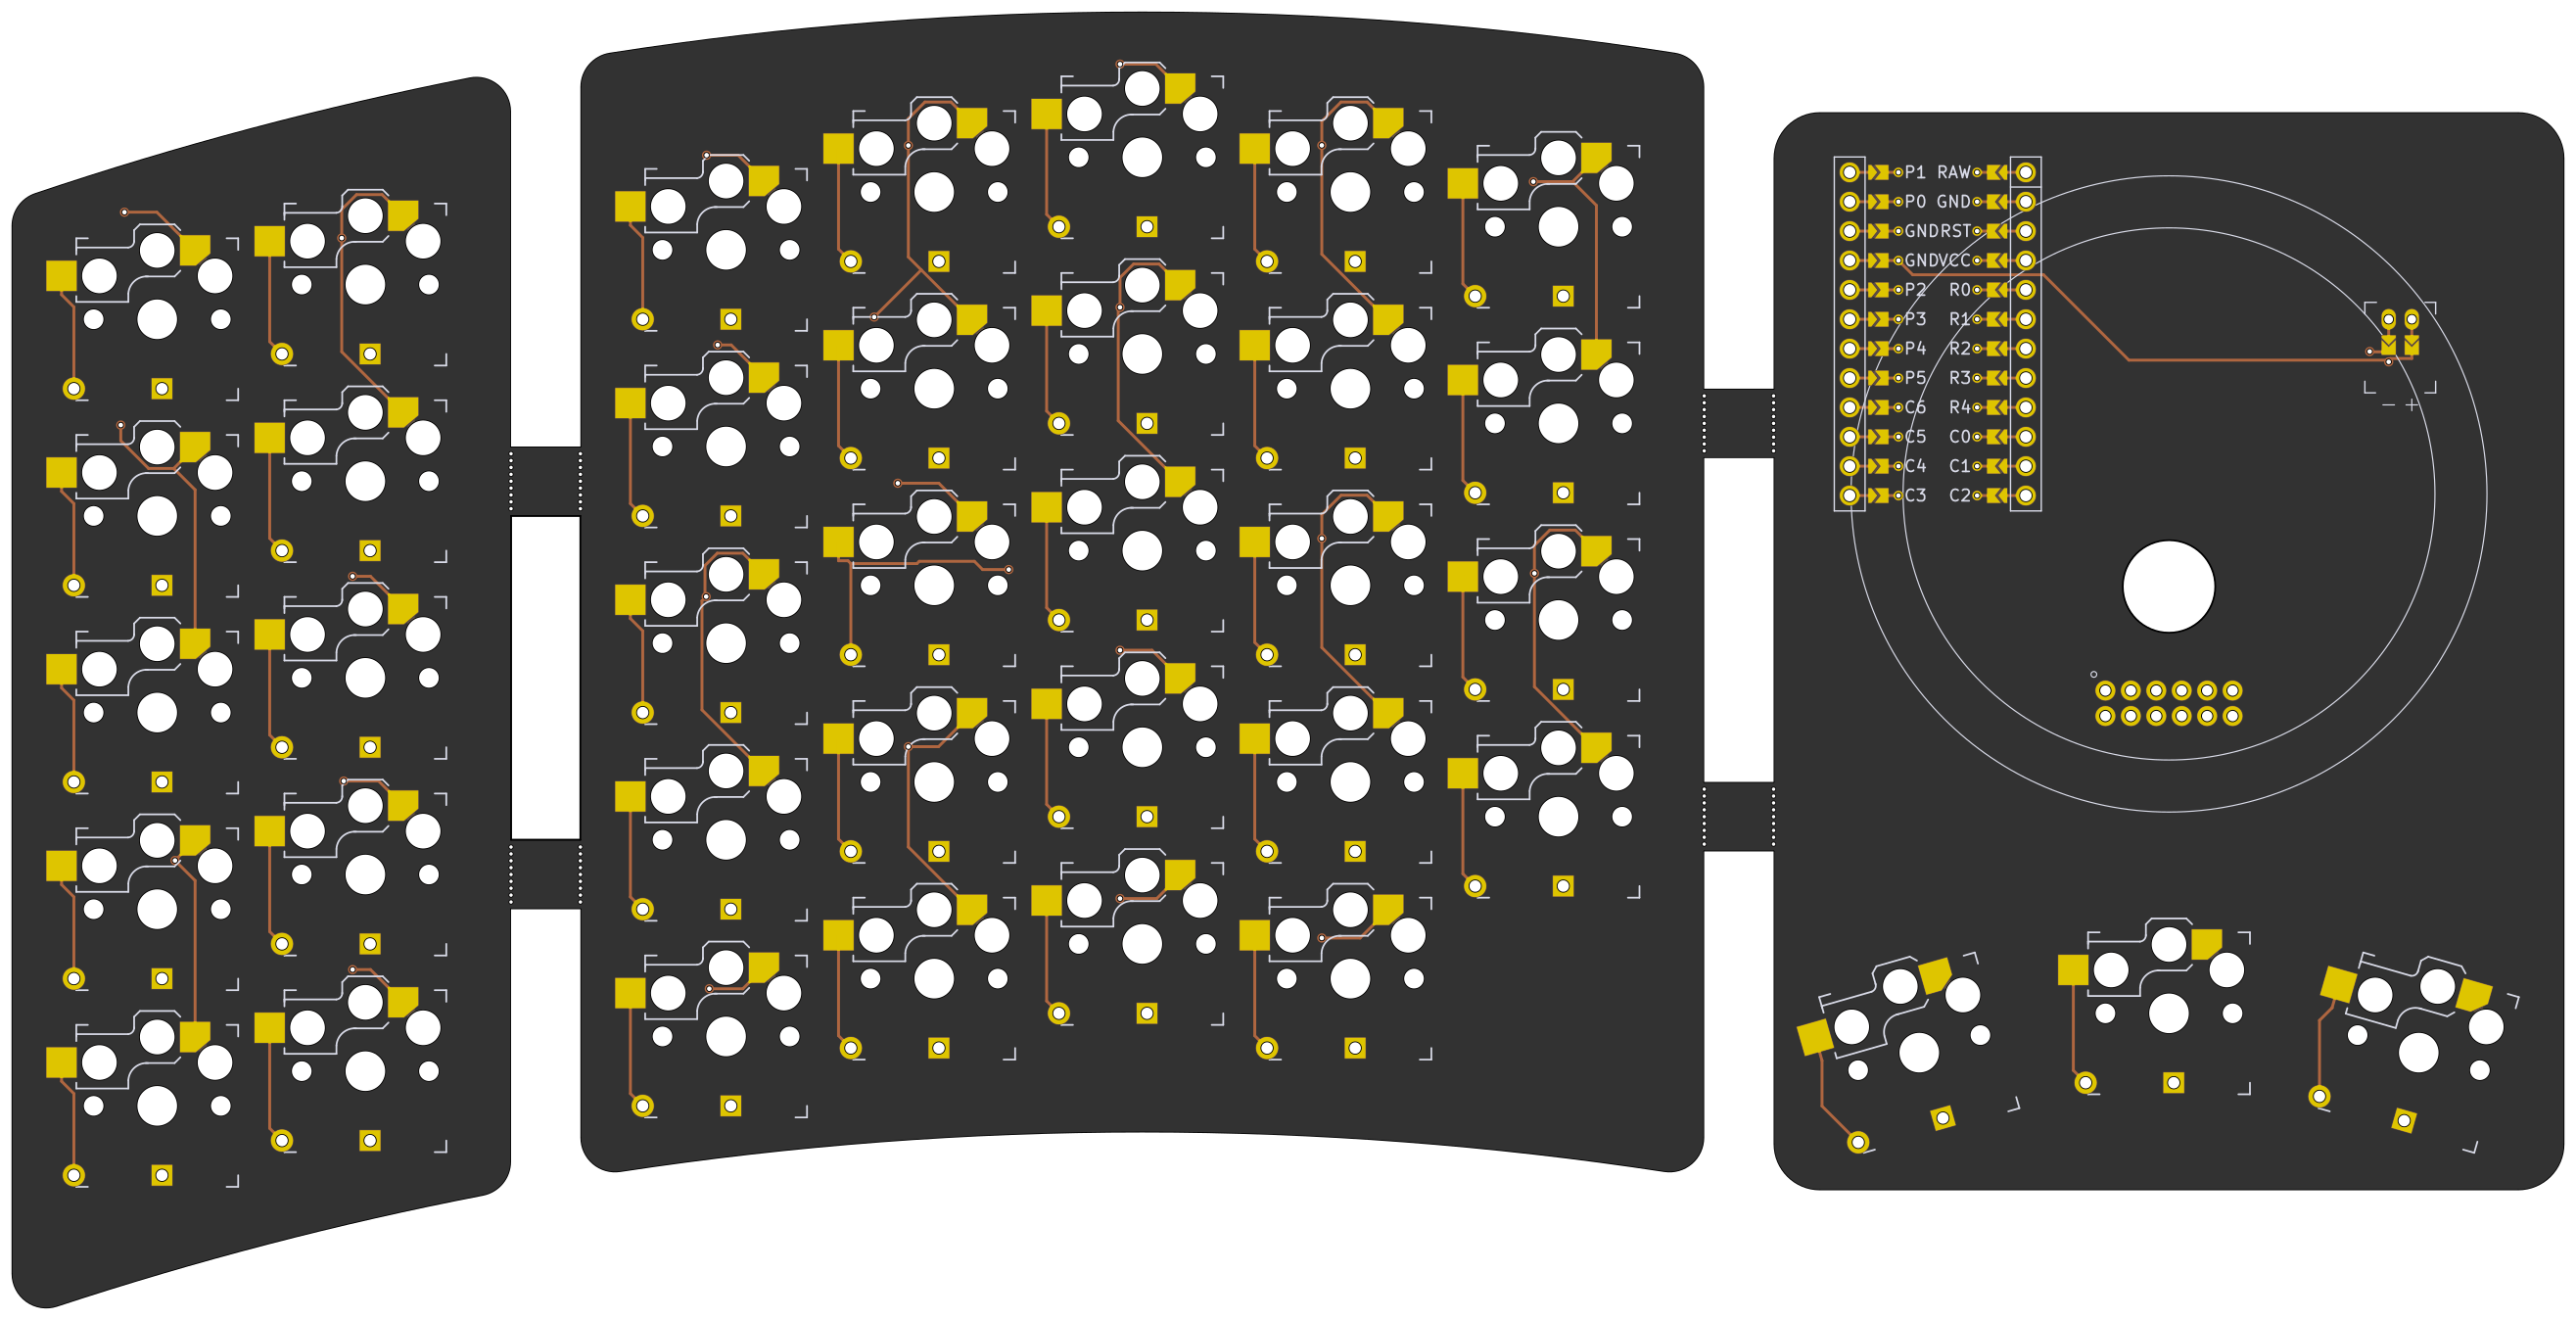 P1 RAW
P0 GND
GND RST
GND VCC
P2 R0
P3 R1
P4 R2
P5 R3
C6 R4
C5 C0
C4 C1
C3 C2
− +